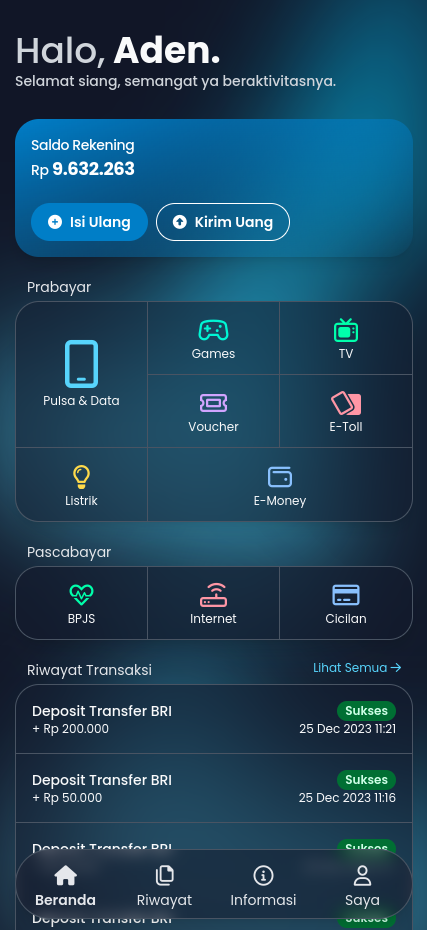 Halo, Aden.
Selamat siang, semangat ya beraktivitasnya.
Saldo Rekening
Rp 9.632.263
Isi Ulang
Kirim Uang
Prabayar
Pulsa & Data
Games
TV
Voucher
E-Toll
Listrik
E-Money
Pascabayar
BPJS
Internet
Cicilan
Riwayat Transaksi
Lihat Semua
Deposit Transfer BRI
Sukses
+ Rp 200.000
25 Dec 2023 11:21
Deposit Transfer BRI
Sukses
+ Rp 50.000
25 Dec 2023 11:16
Deposit Transfer BRI
Sukses
Beranda
Riwayat
Informasi
Saya
Deposit Transfer BRI
Sukses